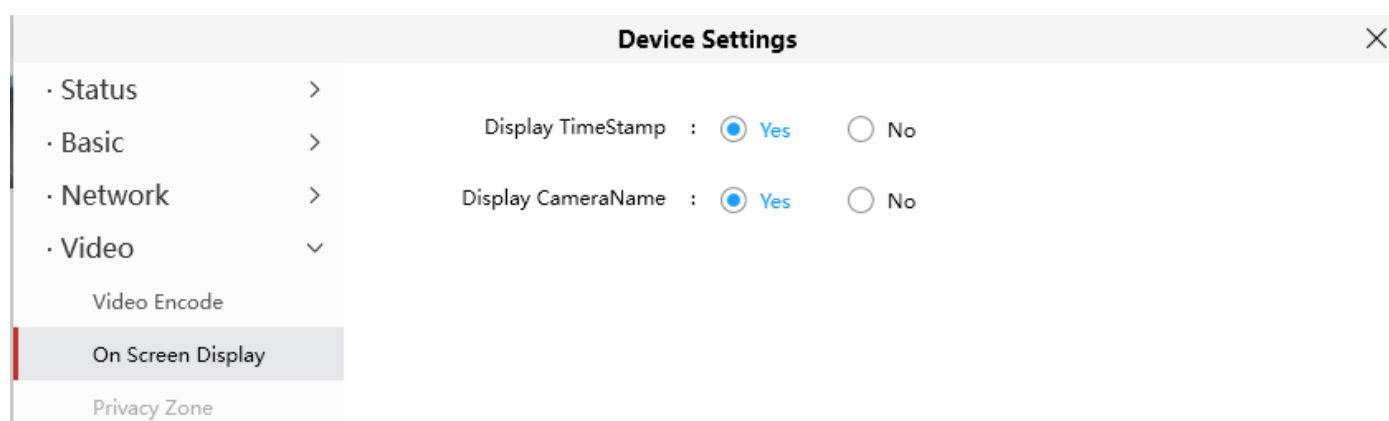 Device Settings
· Status
· Basic
· Network
· Video
Video Encode
On Screen Display
Privacy Zone
Display TimeStamp : Yes No
Display CameraName : Yes No